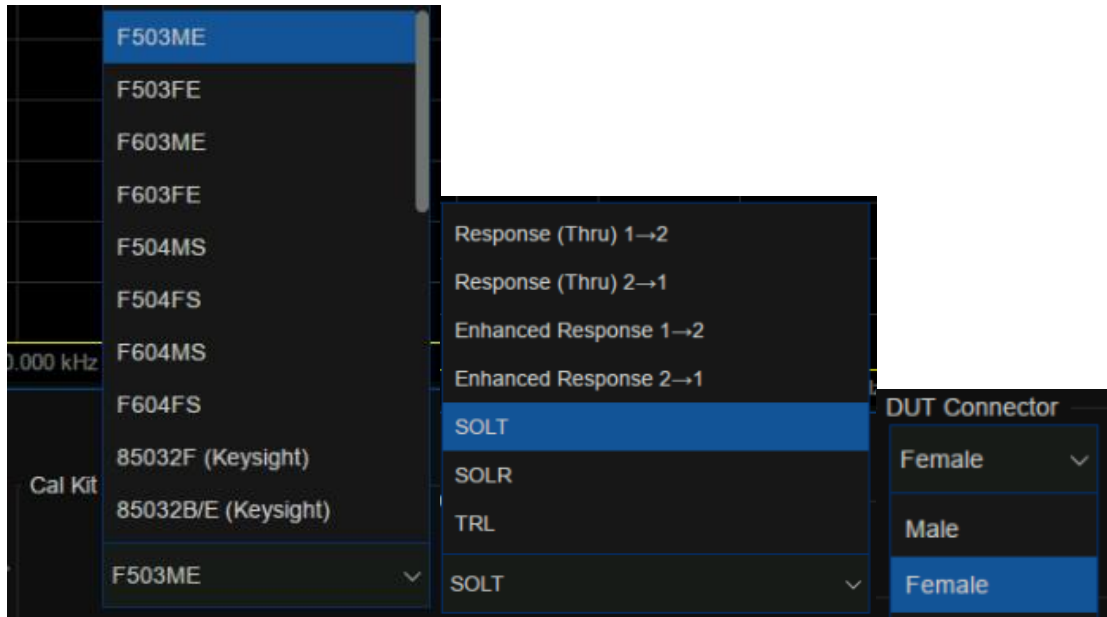 F503ME
F503FE
F603ME
F603FE
F504MS
F504FS
F604MS
F604FS
85032F (Keysight)
85032B/E (Keysight)
F503ME
.000 kHz
Cal Kit
Response (Thru) 1→2
Response (Thru) 2→1
Enhanced Response 1→2
Enhanced Response 2→1
SOLT
SOLR
TRL
SOLT
DUT Connector
Female
Male
Female